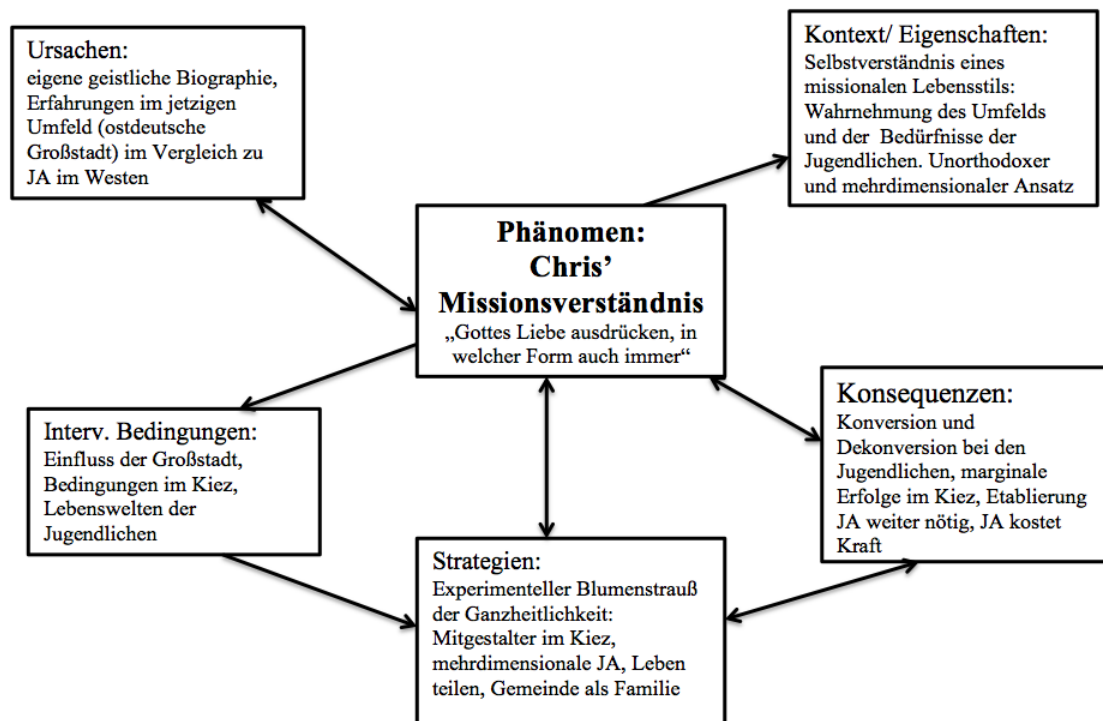 Ursachen:
eigene geistliche Biographie,
Erfahrungen im jetzigen
Umfeld (ostdeutsche
Großstadt) im Vergleich zu
JA im Westen
Kontext/ Eigenschaften:
Selbstverständnis eines
missionalen Lebensstils:
Wahrnehmung des Umfelds
und der Bedürfnisse der
Jugendlichen. Unorthodoxer
und mehrdimensionaler Ansatz
Phänomen:
Chris’
Missionsverständnis
„Gottes Liebe ausdrücken, in
welcher Form auch immer“
Interv. Bedingungen:
Einfluss der Großstadt,
Bedingungen im Kiez,
Lebenswelten der
Jugendlichen
Konsequenzen:
Konversion und
Dekonversion bei den
Jugendlichen, marginale
Erfolge im Kiez, Etablierung
JA weiter nötig, JA kostet
Kraft
Strategien:
Experimenteller Blumenstrauß
der Ganzheitlichkeit:
Mitgestalter im Kiez,
mehrdimensionale JA, Leben
teilen, Gemeinde als Familie